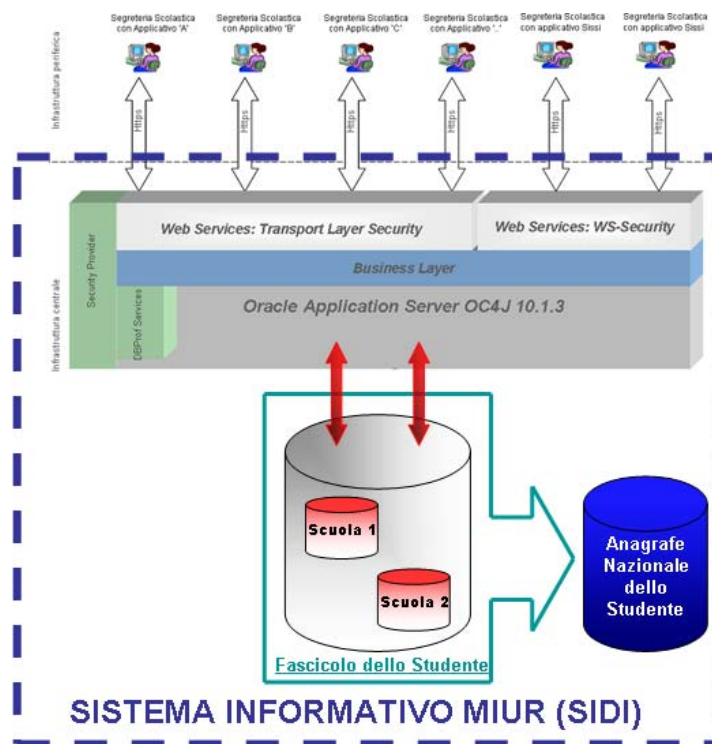 Segreteria Scolastica
con Applicativo 'A'
Segreteria Scolastica
con Applicativo 'B'
Segreteria Scolastica
con Applicativo 'C'
Segreteria Scolastica
con Applicativo '..'
Segreteria Scolastica
con applicativo Sissi
Segreteria Scolastica
con applicativo Sissi
Infrastruttura periferica
Https
Https
Https
Https
Https
Https
Infrastruttura centrale
Security Provider
Web Services: Transport Layer Security
Web Services: WS-Security
Business Layer
DBProf Services
Oracle Application Server OC4J 10.1.3
Scuola 1
Scuola 2
Fascicolo dello Studente
Anagrafe
Nazionale
dello
Studente
SISTEMA INFORMATIVO MIUR (SIDI)